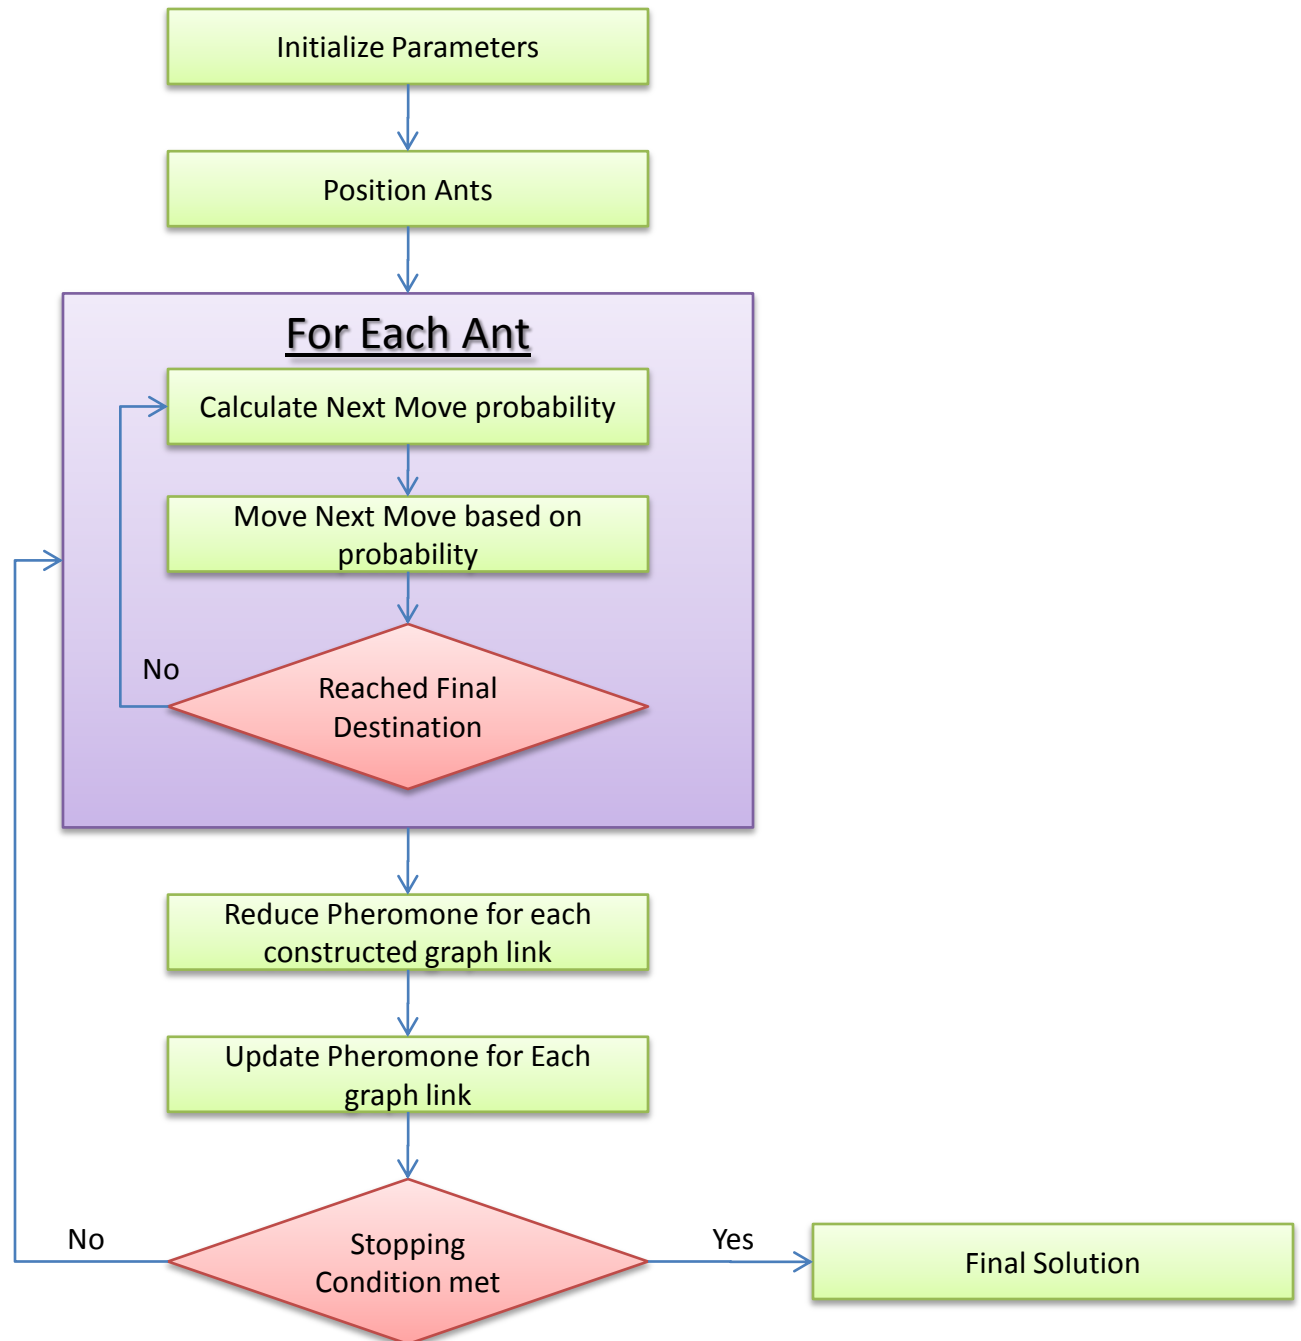 Initialize Parameters
Position Ants
For Each Ant
Calculate Next Move probability
Move Next Move based on
probability
No
Reached Final
Destination
Reduce Pheromone for each
constructed graph link
Update Pheromone for Each
graph link
No
Stopping
Condition met
Yes
Final Solution